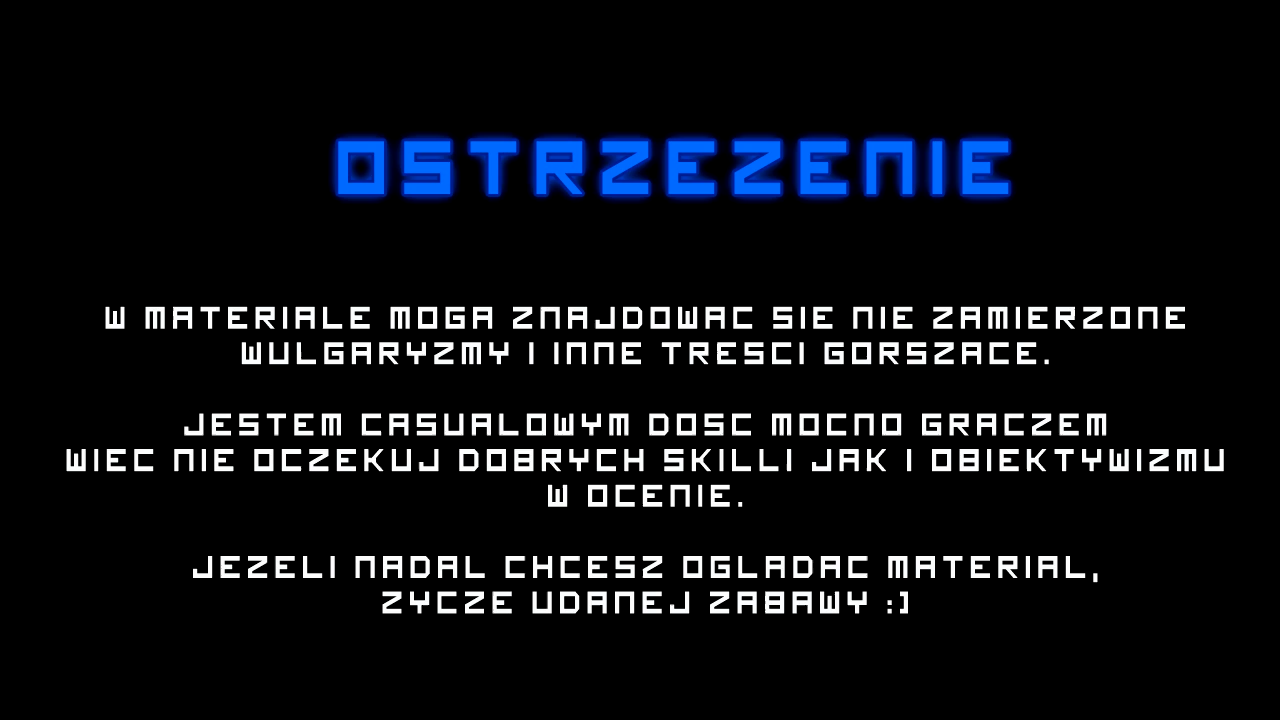 OSTRZEZENIE
W MATERIALE MOGA ZNAJDOWAC SIE NIE ZAMIERZONE
WULGARYZMY I INNE TRESCI GORSZACE.
JESTEM CASUALOWYM DOSC MOCNO GRACZEM
WIEC NIE OCZEKUJ DOBRYCH SKILLI JAK I OBIEKTYWIZMU
W OCENIE.
JEZELI NADAL CHCESZ OGLADAC MATERIAL,
ZYCZE UDANEJ ZABAWY :]